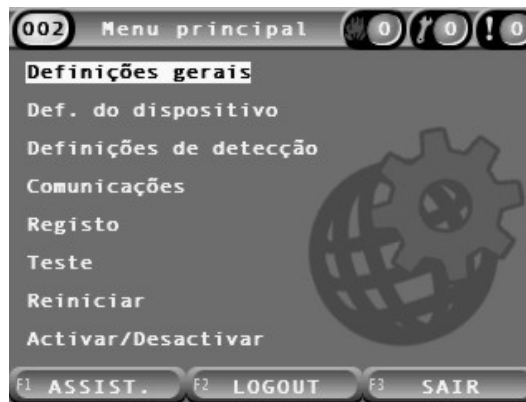 002 Menu principal 0 0 ! 0
Definições gerais
Def. do dispositivo
Definições de detecção
Comunicações
Registo
Teste
Reiniciar
Activar/Desactivar
F1 ASSIST. F2 LOGOUT F3 SAIR